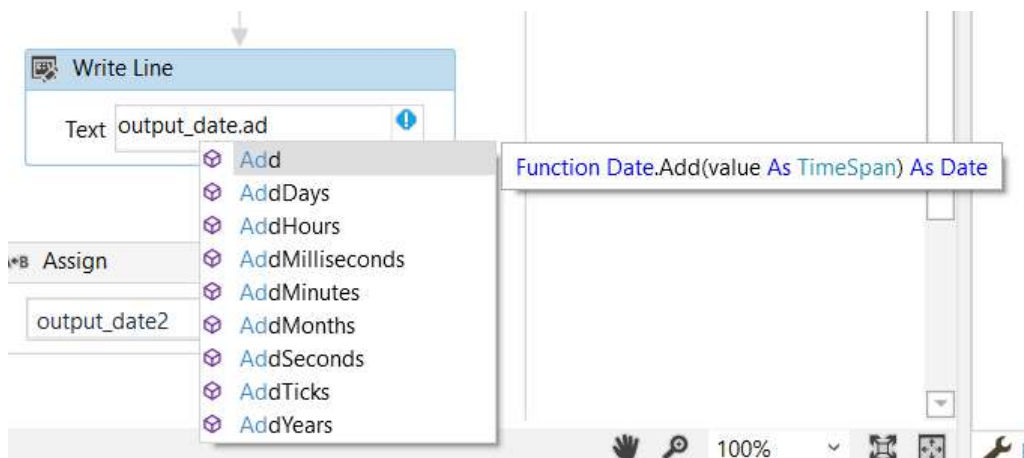 Write Line
Text output_date.ad
Add
Function Date.Add(value As TimeSpan) As Date
AddDays
AddHours
AddMilliseconds
Assign
AddMinutes
output_date2
AddMonths
AddSeconds
AddTicks
AddYears
100%